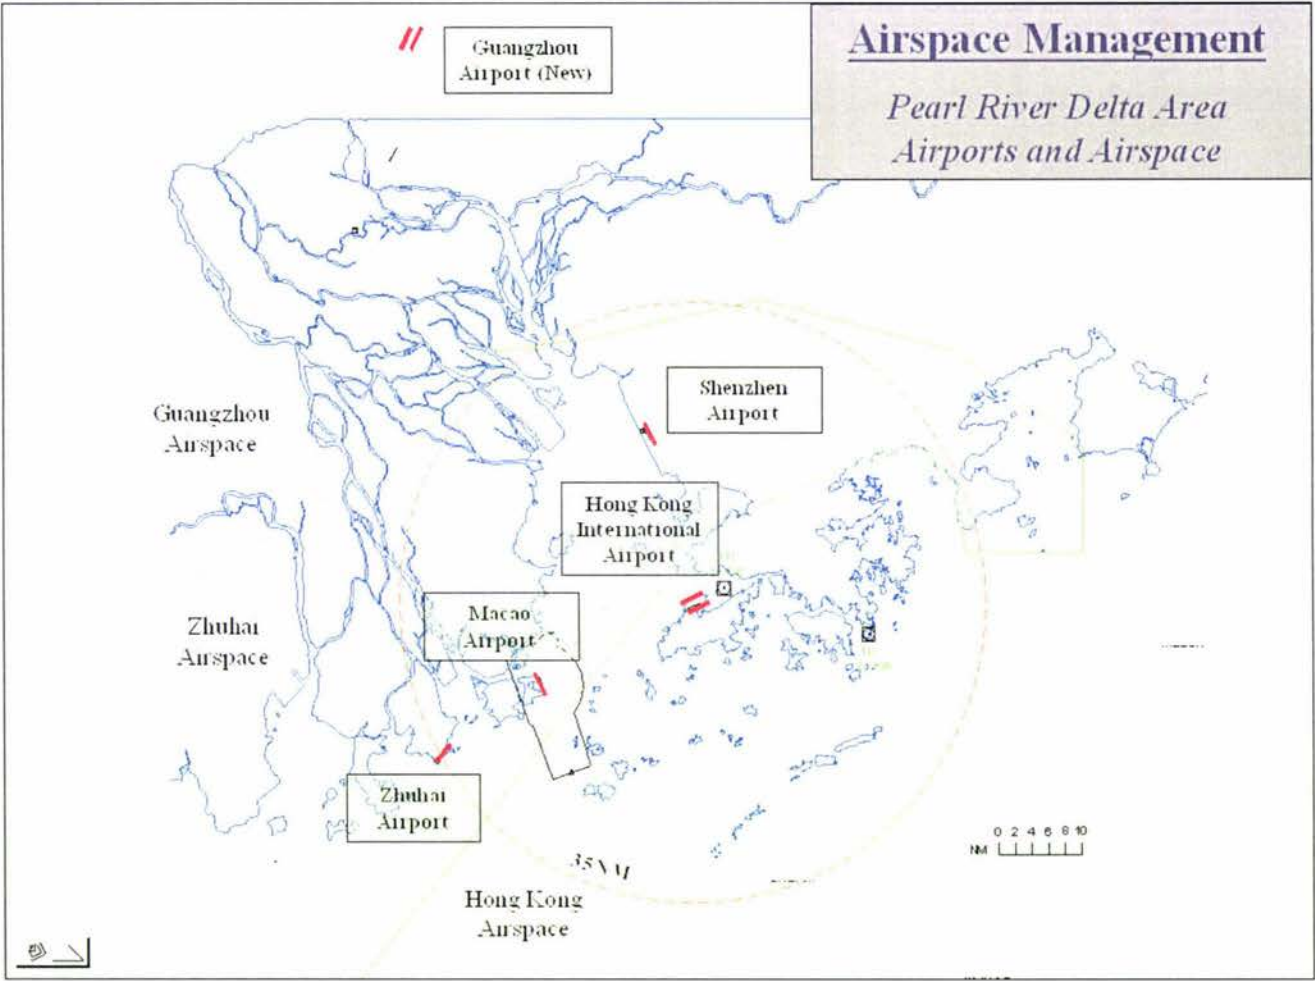 Airspace Management
Pearl River Delta Area
Airports and Airspace
Guangzhou
Airport (New)
Shenzhen
Airport
Guangzhou
Airspace
Hong Kong
International
Airport
Macao
Airport
Zhuhai
Airspace
Zhuhai
Airport
35 NM
0 2 4 6 8 10
NM
Hong Kong
Airspace